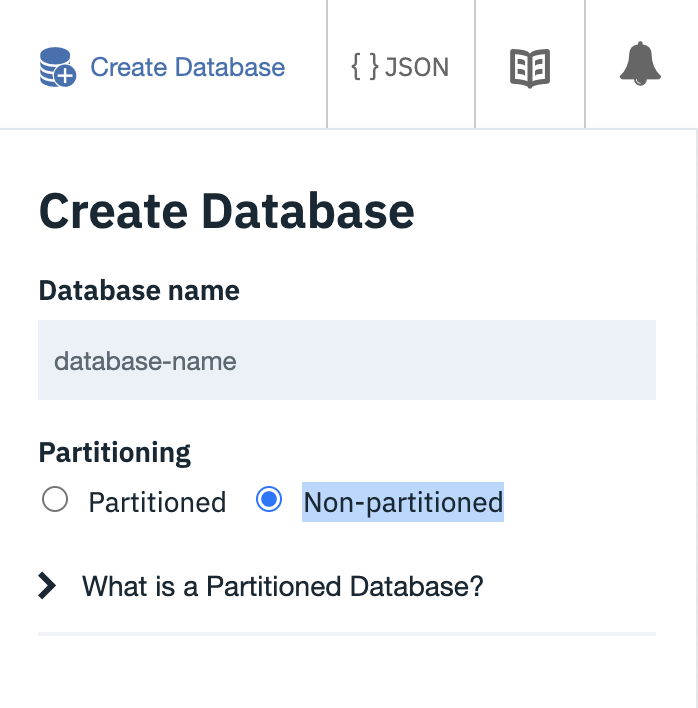 Create Database
{ } JSON
Create Database
Database name
database-name
Partitioning
Partitioned Non-partitioned
What is a Partitioned Database?